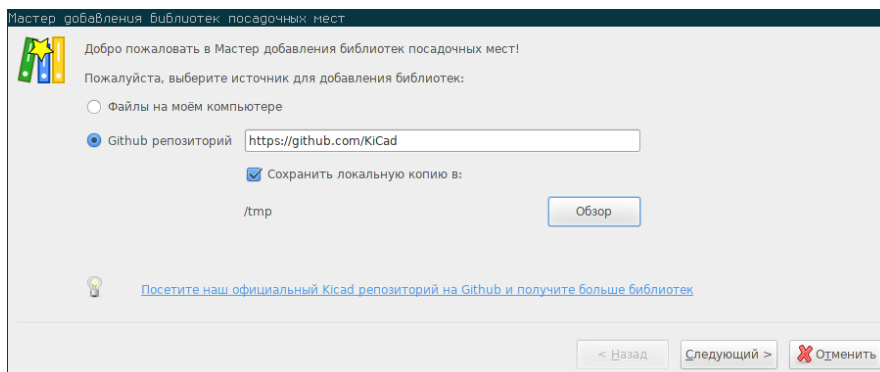 Мастер добавления библиотек посадочных мест
Добро пожаловать в Мастер добавления библиотек посадочных мест!
Пожалуйста, выберите источник для добавления библиотек:
Файлы на моём компьютере
Github репозиторий https://github.com/KiCad
Сохранить локальную копию в:
/tmp Обзор
Посетите наш официальный Kicad репозиторий на Github и получите больше библиотек
< Назад Следующий > Отменить